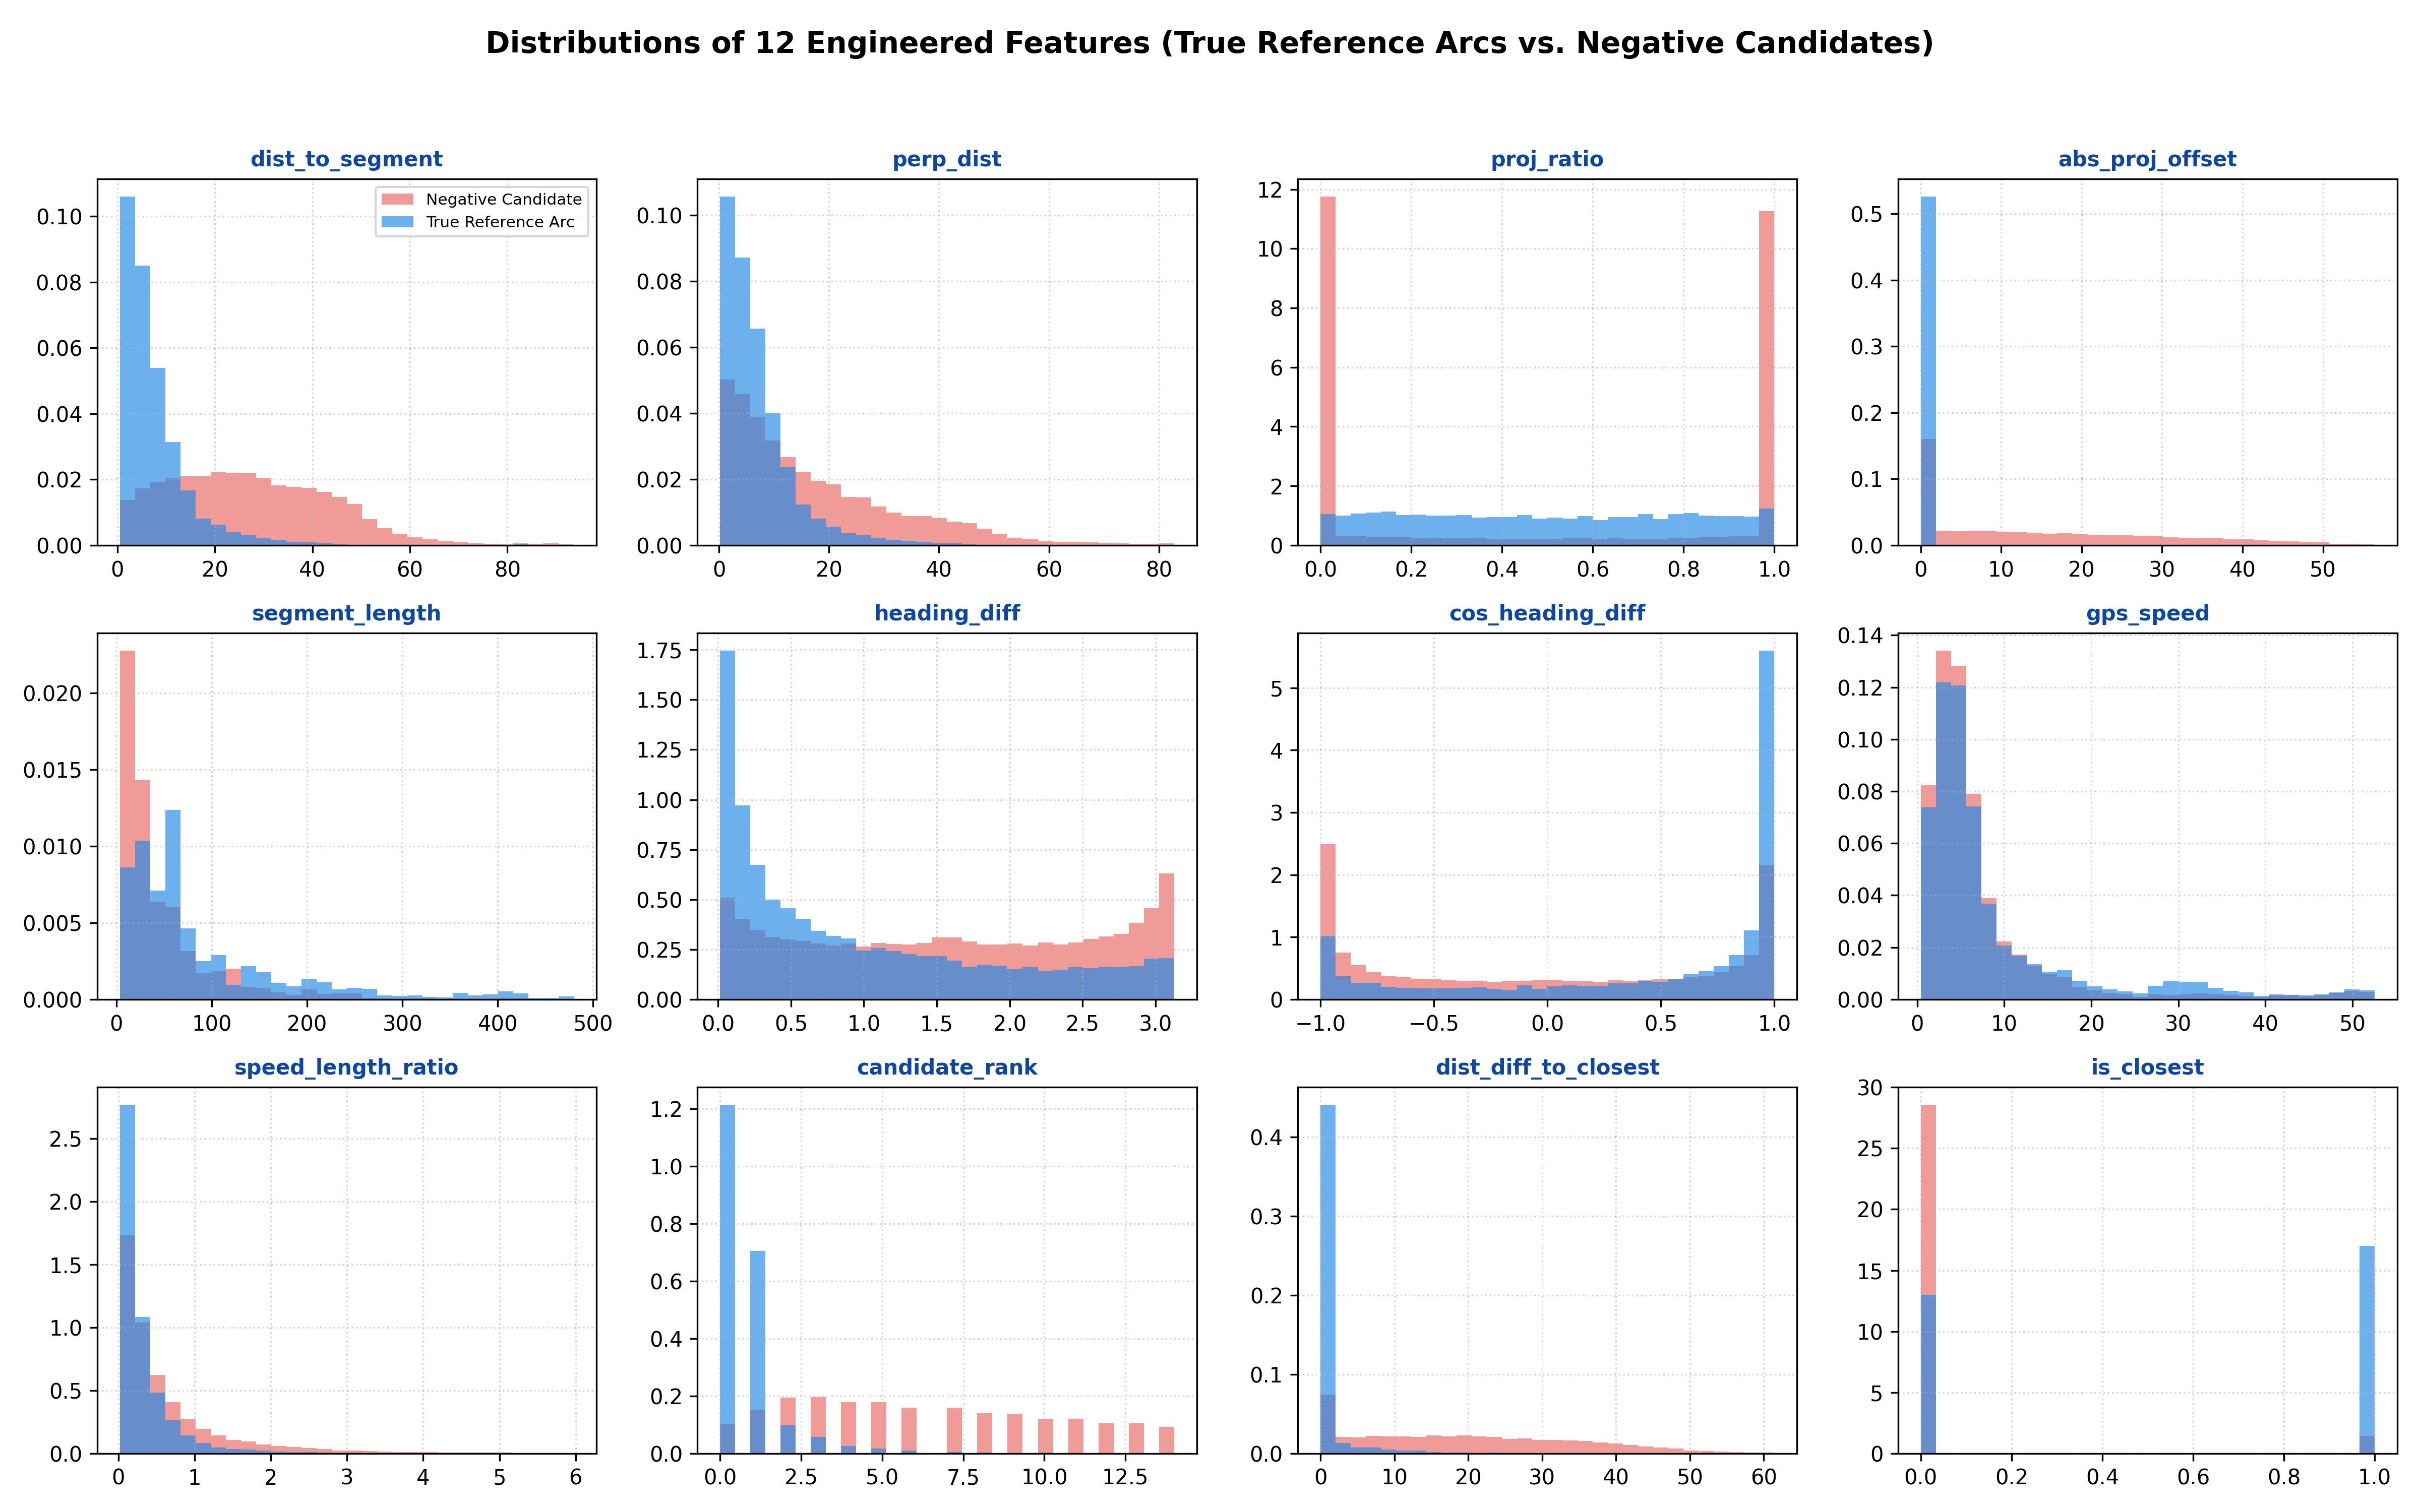 Distributions of 12 Engineered Features (True Reference Arcs vs. Negative Candidates)
dist_to_segment
Negative Candidate
True Reference Arc
0.10
0.08
0.06
0.04
0.02
0.00
0 20 40 60 80
perp_dist
0.10
0.08
0.06
0.04
0.02
0.00
0 20 40 60 80
proj_ratio
12
10
8
6
4
2
0
0.0 0.2 0.4 0.6 0.8 1.0
abs_proj_offset
0.5
0.4
0.3
0.2
0.1
0.0
0 10 20 30 40 50
segment_length
0.020
0.015
0.010
0.005
0.000
0 100 200 300 400 500
heading_diff
1.75
1.50
1.25
1.00
0.75
0.50
0.25
0.00
0.0 0.5 1.0 1.5 2.0 2.5 3.0
cos_heading_diff
5
4
3
2
1
0
−1.0 −0.5 0.0 0.5 1.0
gps_speed
0.14
0.12
0.10
0.08
0.06
0.04
0.02
0.00
0 10 20 30 40 50
speed_length_ratio
2.5
2.0
1.5
1.0
0.5
0.0
0 1 2 3 4 5 6
candidate_rank
1.2
1.0
0.8
0.6
0.4
0.2
0.0
0.0 2.5 5.0 7.5 10.0 12.5
dist_diff_to_closest
0.4
0.3
0.2
0.1
0.0
0 10 20 30 40 50 60
is_closest
30
25
20
15
10
5
0
0.0 0.2 0.4 0.6 0.8 1.0